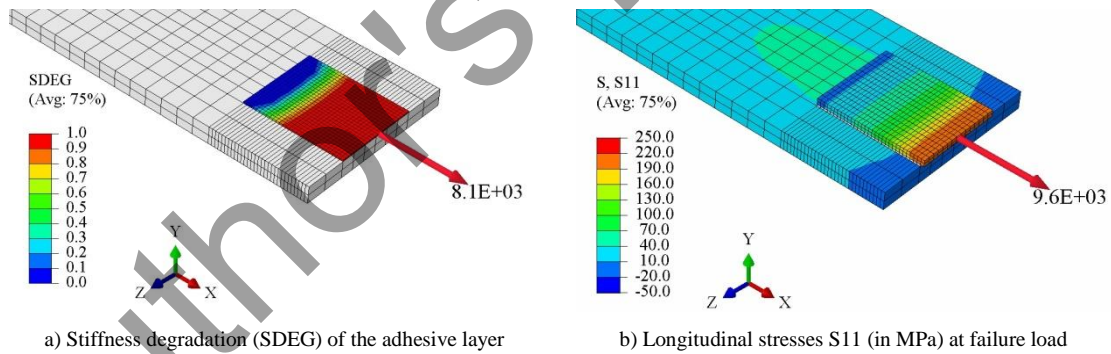 SDEG
(Avg: 75%)
1.0
0.9
0.8
0.7
0.6
0.5
0.4
0.3
0.2
0.1
0.0
8.1E+03
Y
Z
X
a) Stiffness degradation (SDEG) of the adhesive layer
S, S11
(Avg: 75%)
250.0
220.0
190.0
160.0
130.0
100.0
70.0
40.0
10.0
-20.0
-50.0
9.6E+03
Y
Z
X
b) Longitudinal stresses S11 (in MPa) at failure load
uthor's